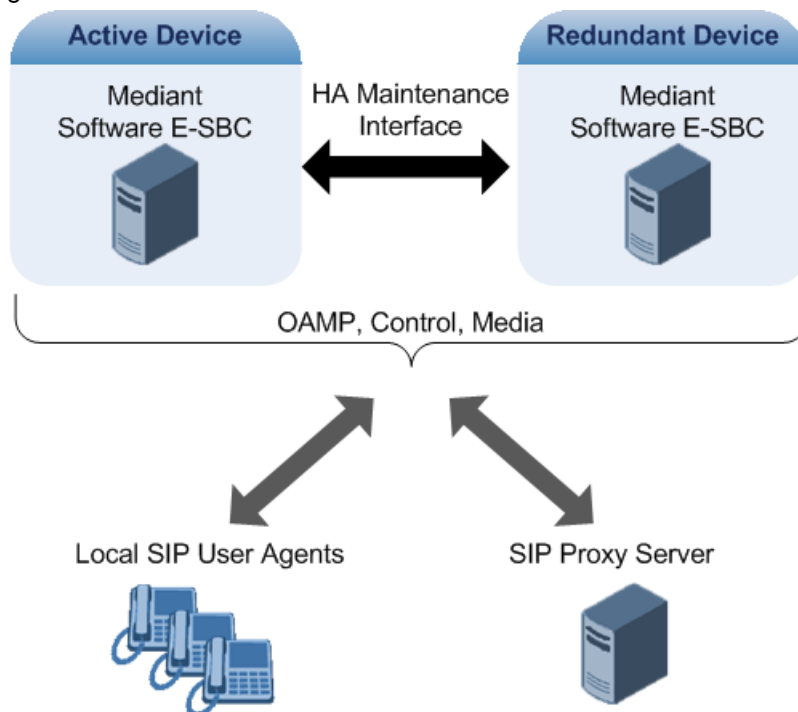 Active Device
Redundant Device
Mediant
Software E-SBC
HA Maintenance
Interface
Mediant
Software E-SBC
OAMP, Control, Media
Local SIP User Agents
SIP Proxy Server